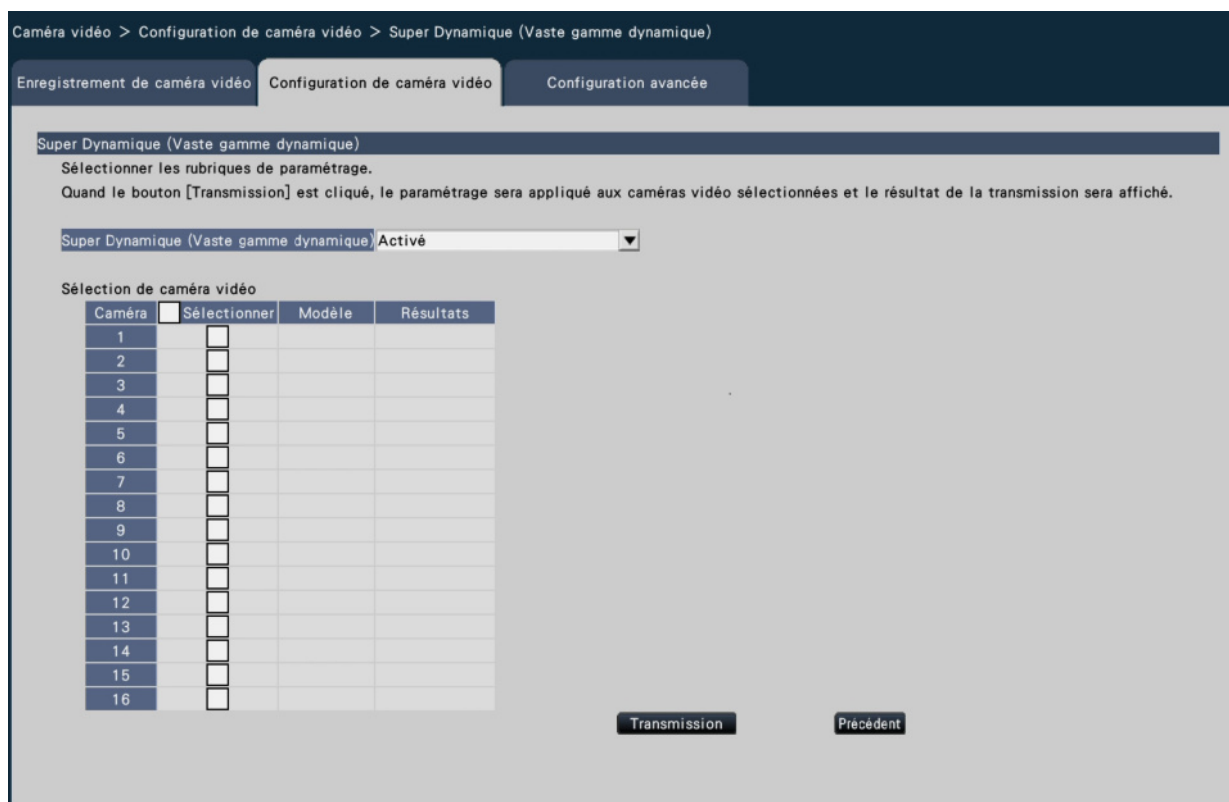 Caméra vidéo > Configuration de caméra vidéo > Super Dynamique (Vaste gamme dynamique)
Enregistrement de caméra vidéo Configuration de caméra vidéo Configuration avancée
Super Dynamique (Vaste gamme dynamique)
Sélectionner les rubriques de paramétrage.
Quand le bouton [Transmission] est cliqué, le paramétrage sera appliqué aux caméras vidéo sélectionnées et le résultat de la transmission sera affiché.
Super Dynamique (Vaste gamme dynamique) Activé
Sélection de caméra vidéo
Caméra Sélectionner Modèle Résultats
1
2
3
4
5
6
7
8
9
10
11
12
13
14
15
16
Transmission Précédent